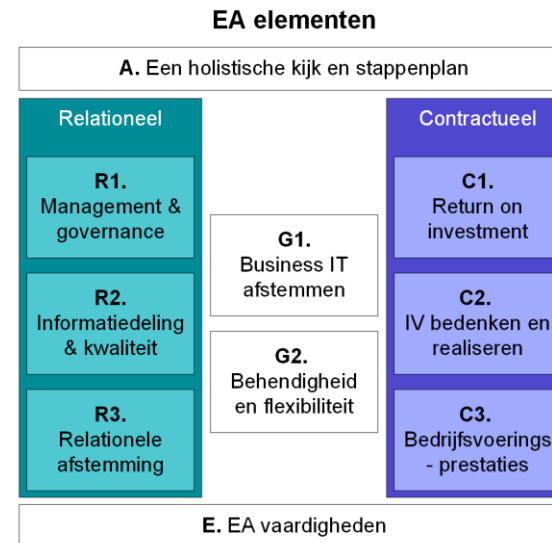 EA elementen
A. Een holistische kijk en stappenplan
Relationeel
R1.
Management &
governance
R2.
Informatiedeling
& kwaliteit
R3.
Relationele
afstemming
G1.
Business IT
afstemmen
G2.
Behendigheid
en flexibiliteit
Contractueel
C1.
Return on
investment
C2.
IV bedenken en
realiseren
C3.
Bedrijfsvoerings
- prestaties
E. EA vaardigheden